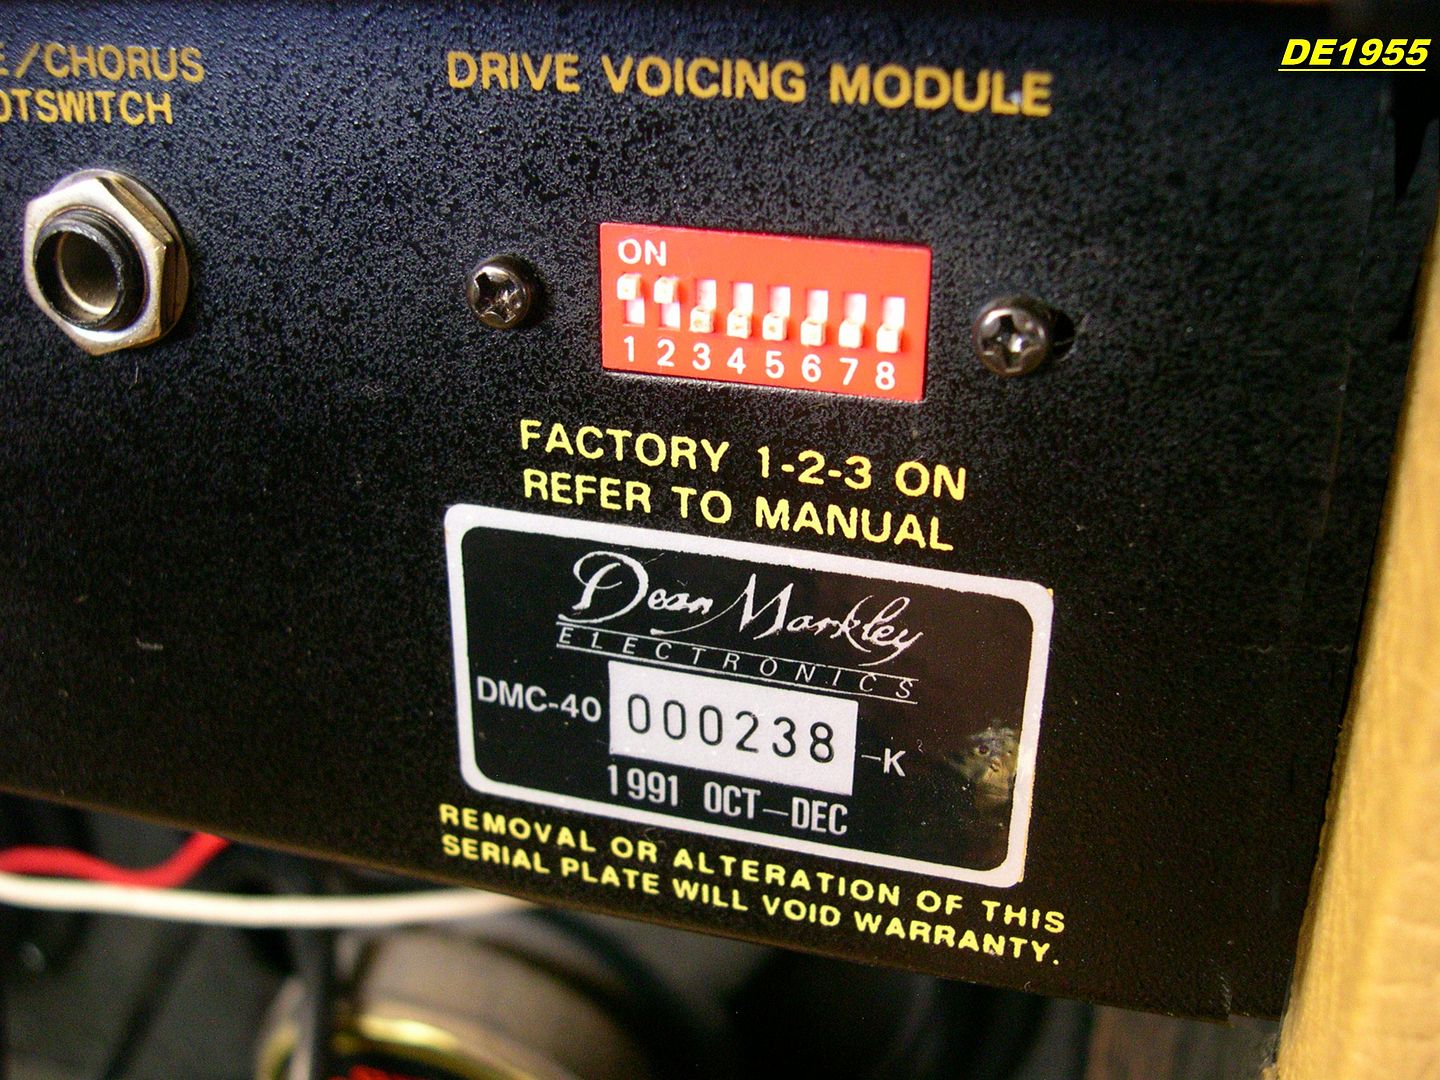 DE1955
E/CHORUS
OTSWITCH
DRIVE VOICING MODULE
ON
1 2 3 4 5 6 7 8
FACTORY 1-2-3 ON
REFER TO MANUAL
Dean Markley
ELECTRONICS
DMC-40 000238 -K
1991 OCT-DEC
REMOVAL OR ALTERATION OF THIS
SERIAL PLATE WILL VOID WARRANTY.